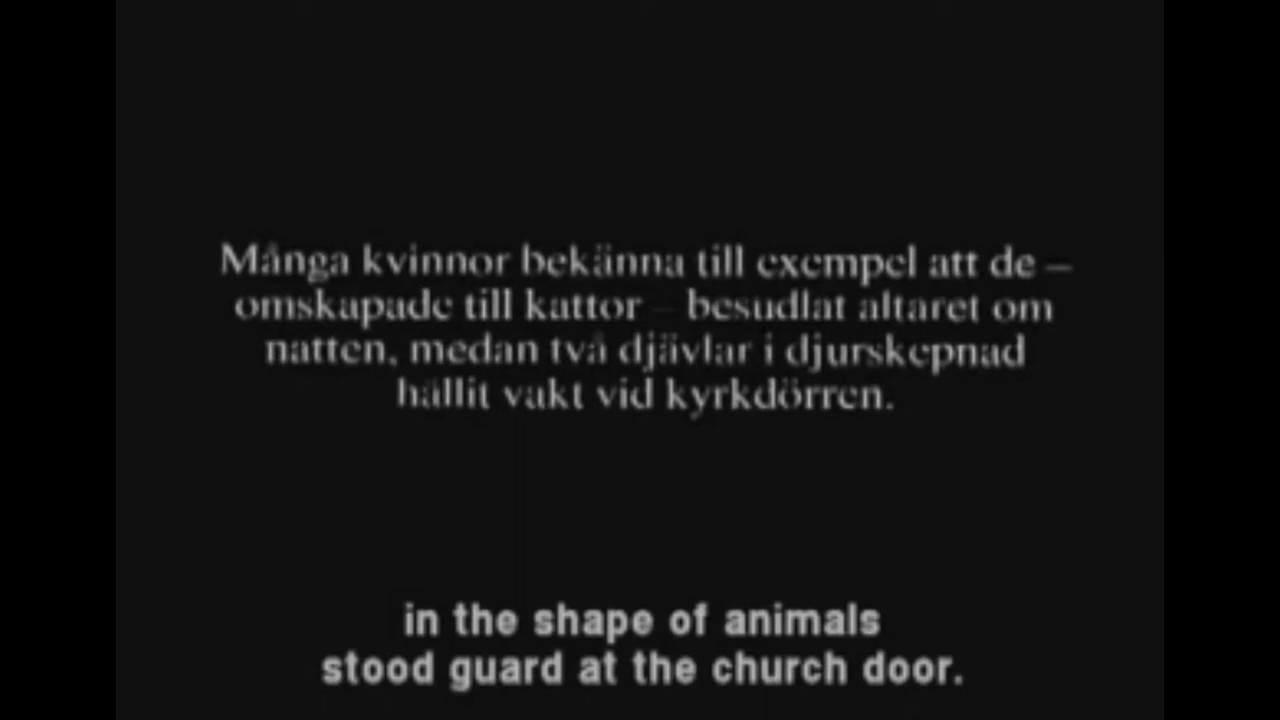 Många kvinnor bekänna till exempel att de –
omskapade till kattor – besudlat altaret om
natten, medan två djävlar i djurskepnad
hållit vakt vid kyrkdörren.
in the shape of animals
stood guard at the church door.